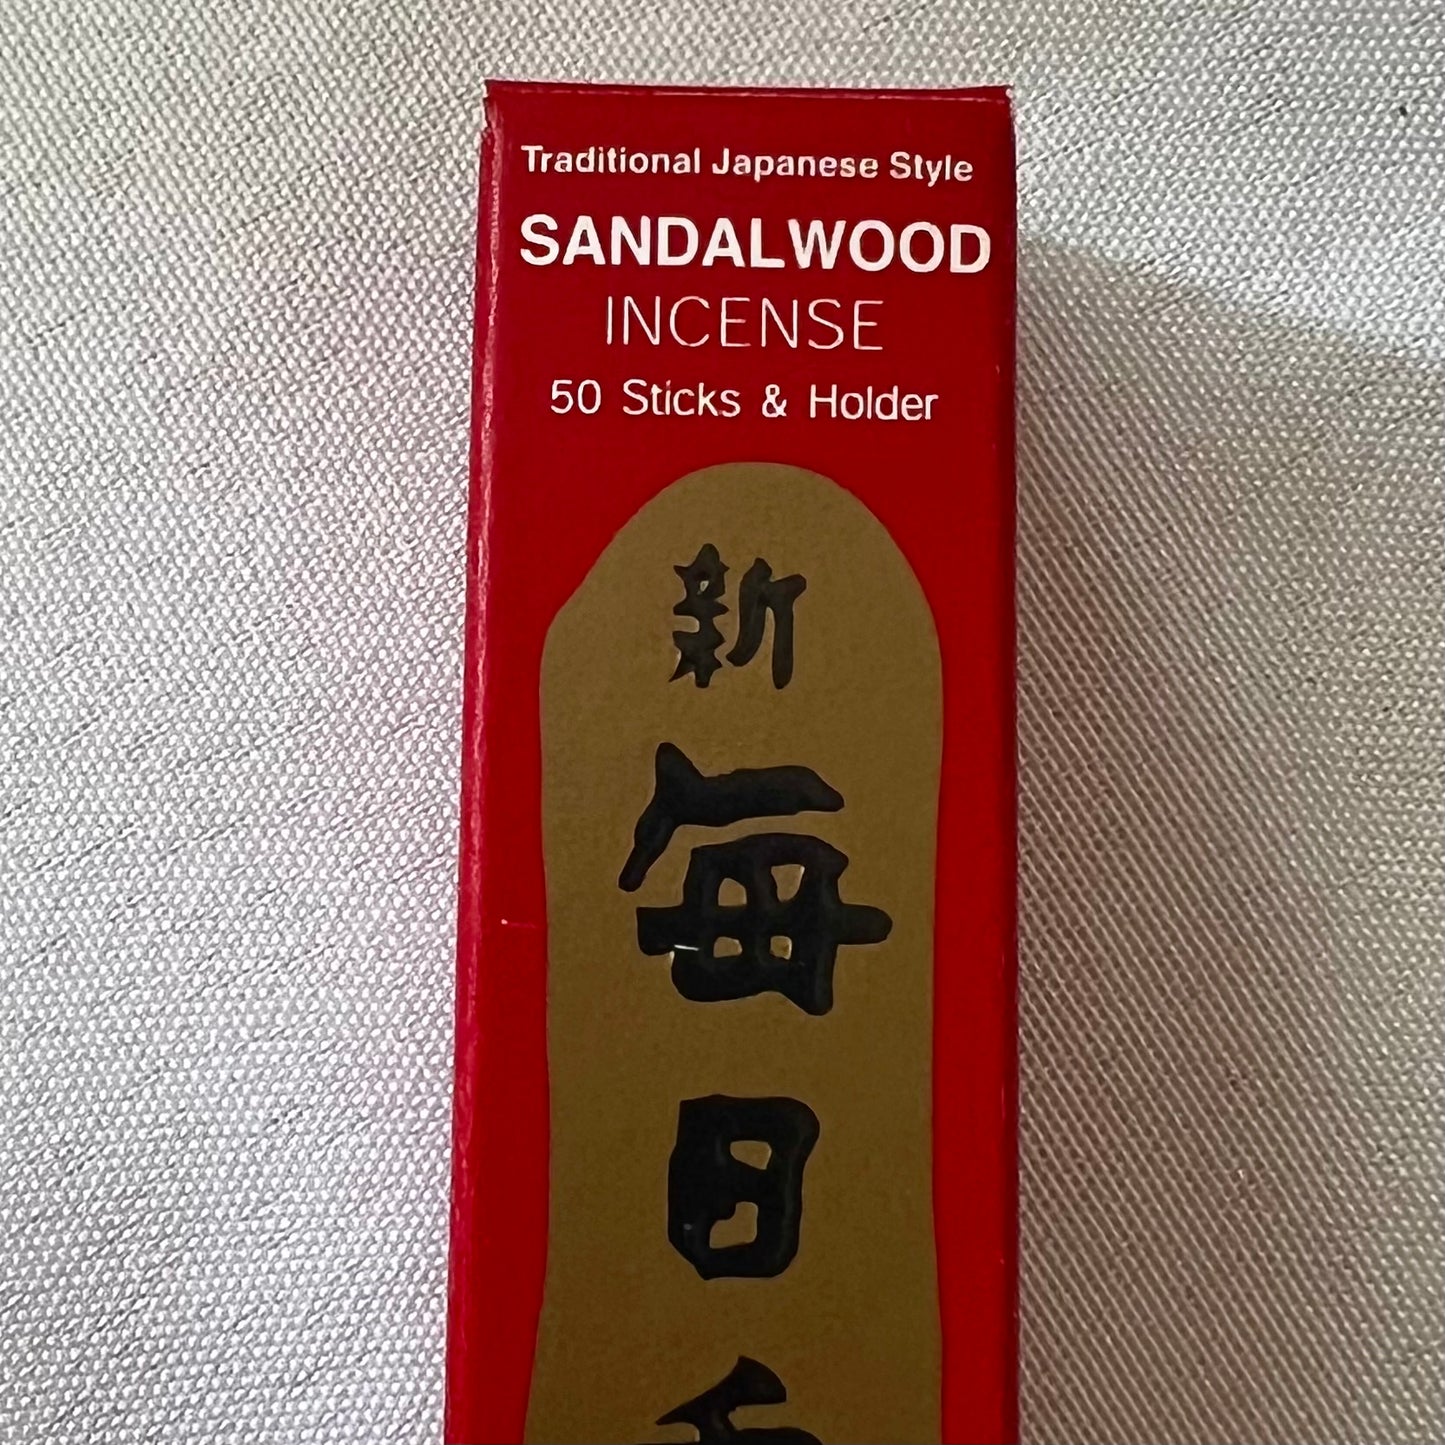 Traditional Japanese Style
SANDALWOOD
INCENSE
50 Sticks & Holder
新
毎
日